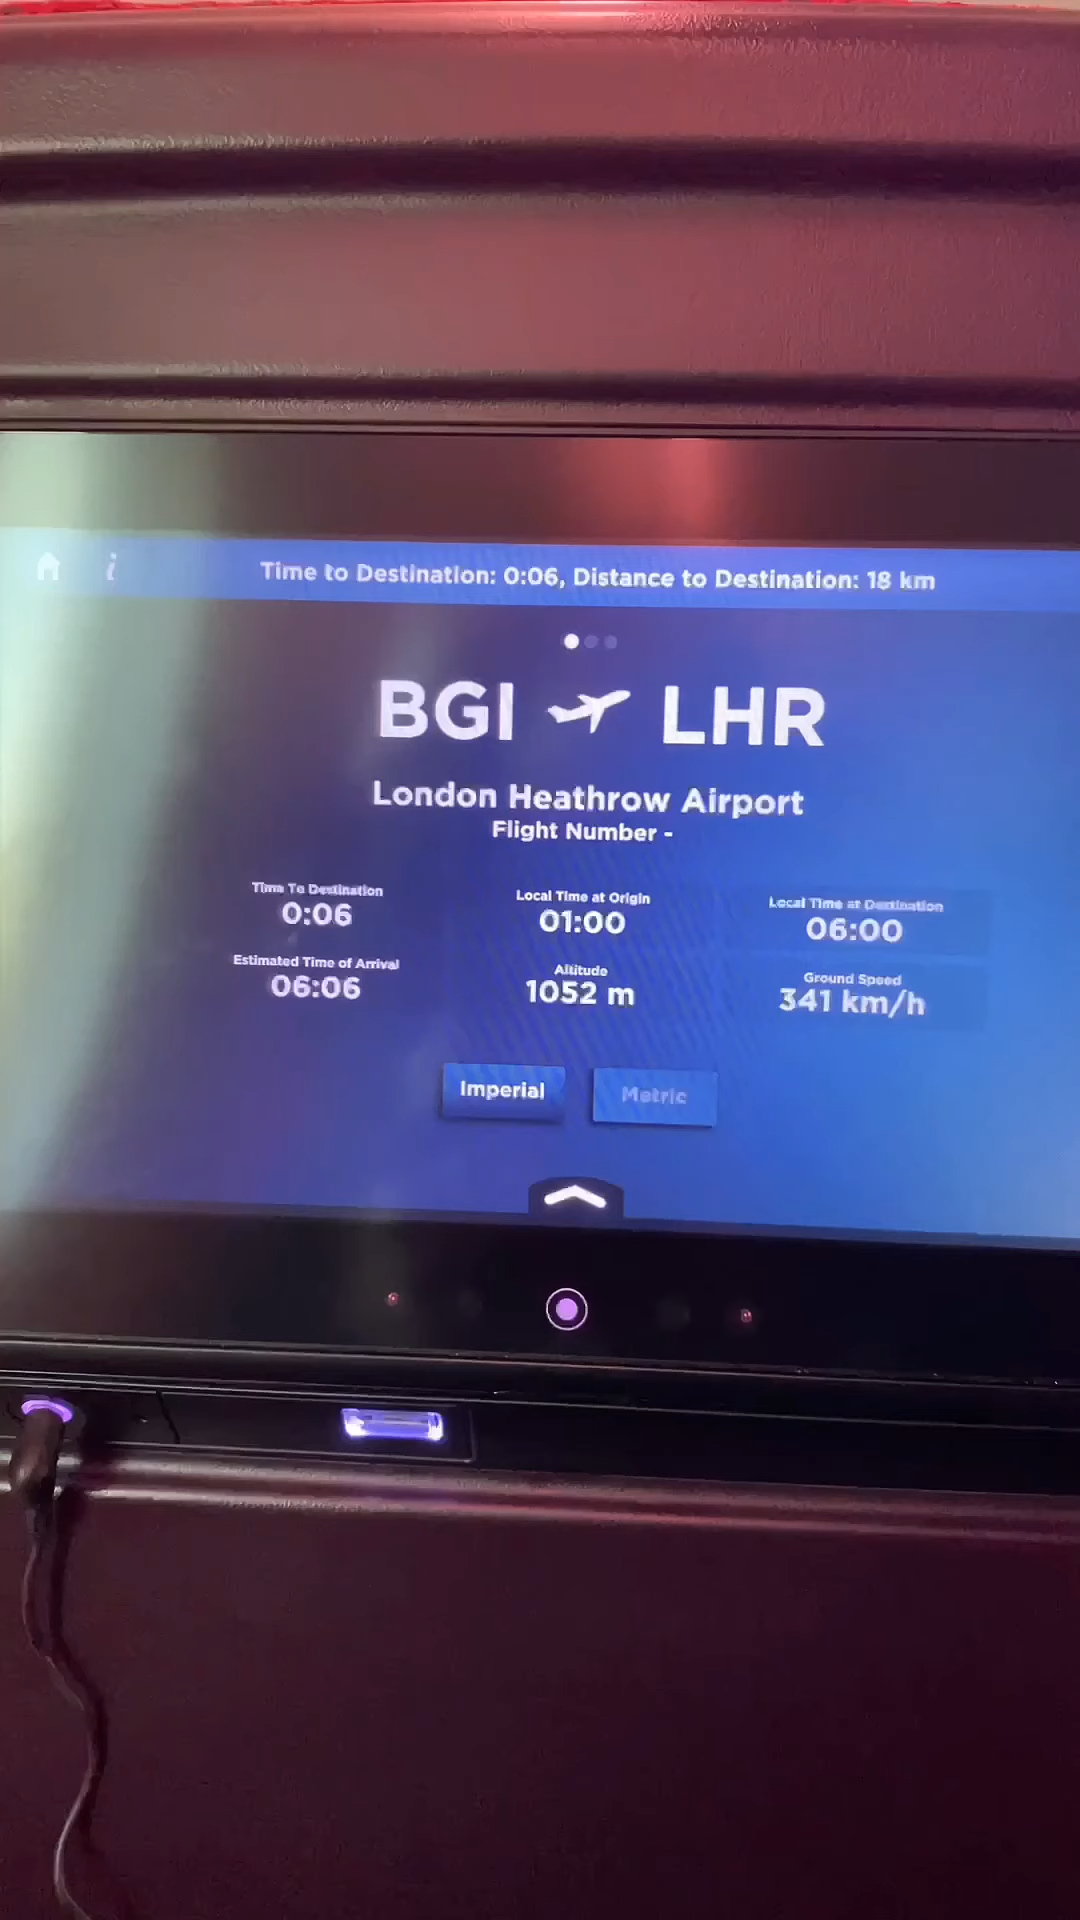 i Time to Destination: 0:06, Distance to Destination: 18 km
BGI LHR
London Heathrow Airport
Flight Number -
Time To Destination Local Time at Origin Local Time at Destination
0:06 01:00 06:00
Estimated Time of Arrival Altitude Ground Speed
06:06 1052 m 341 km/h
Imperial Metric